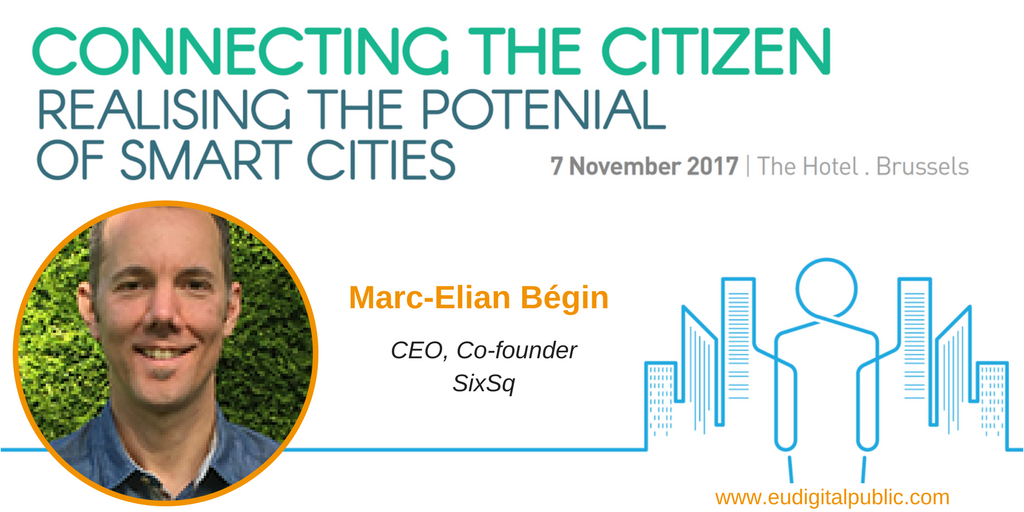 CONNECTING THE CITIZEN
REALISING THE POTENIAL
OF SMART CITIES
7 November 2017 | The Hotel . Brussels
Marc-Elian Bégin
CEO, Co-founder
SixSq
www.eudigitalpublic.com